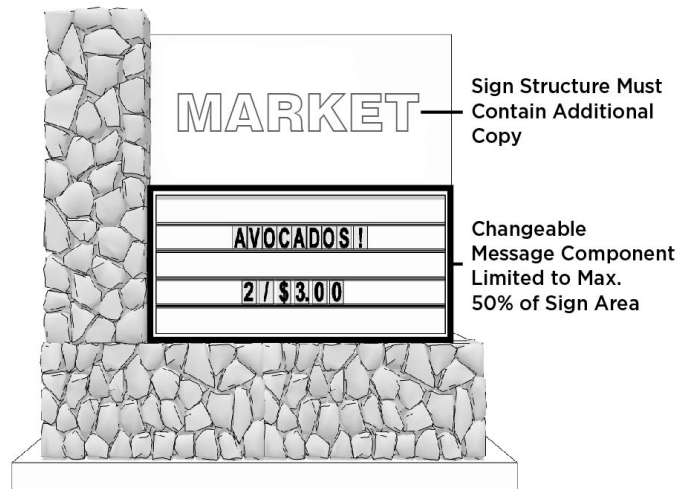 MARKET
Sign Structure Must
Contain Additional
Copy
AVOCADOS!
2/$3.00
Changeable
Message Component
Limited to Max.
50% of Sign Area